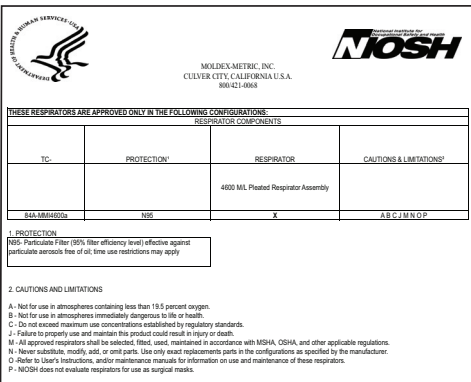 DEPARTMENT OF HEALTH & HUMAN SERVICES·USA
National Institute for
Occupational Safety and Health
NIOSH
MOLDEX-METRIC, INC.
CULVER CITY, CALIFORNIA U.S.A.
800/421-0068
THESE RESPIRATORS ARE APPROVED ONLY IN THE FOLLOWING CONFIGURATIONS:
RESPIRATOR COMPONENTS
TC- PROTECTION¹ RESPIRATOR CAUTIONS & LIMITATIONS²
4600 M/L Pleated Respirator Assembly
84A-MMI4600a N95 X A B C J M N O P
1. PROTECTION
N95- Particulate Filter (95% filter efficiency level) effective against
particulate aerosols free of oil; time use restrictions may apply
2. CAUTIONS AND LIMITATIONS
A - Not for use in atmospheres containing less than 19.5 percent oxygen.
B - Not for use in atmospheres immediately dangerous to life or health.
C - Do not exceed maximum use concentrations established by regulatory standards.
J - Failure to properly use and maintain this product could result in injury or death.
M - All approved respirators shall be selected, fitted, used, maintained in accordance with MSHA, OSHA, and other applicable regulations.
N - Never substitute, modify, add, or omit parts. Use only exact replacements parts in the configurations as specified by the manufacturer.
O -Refer to User's Instructions, and/or maintenance manuals for information on use and maintenance of these respirators.
P - NIOSH does not evaluate respirators for use as surgical masks.